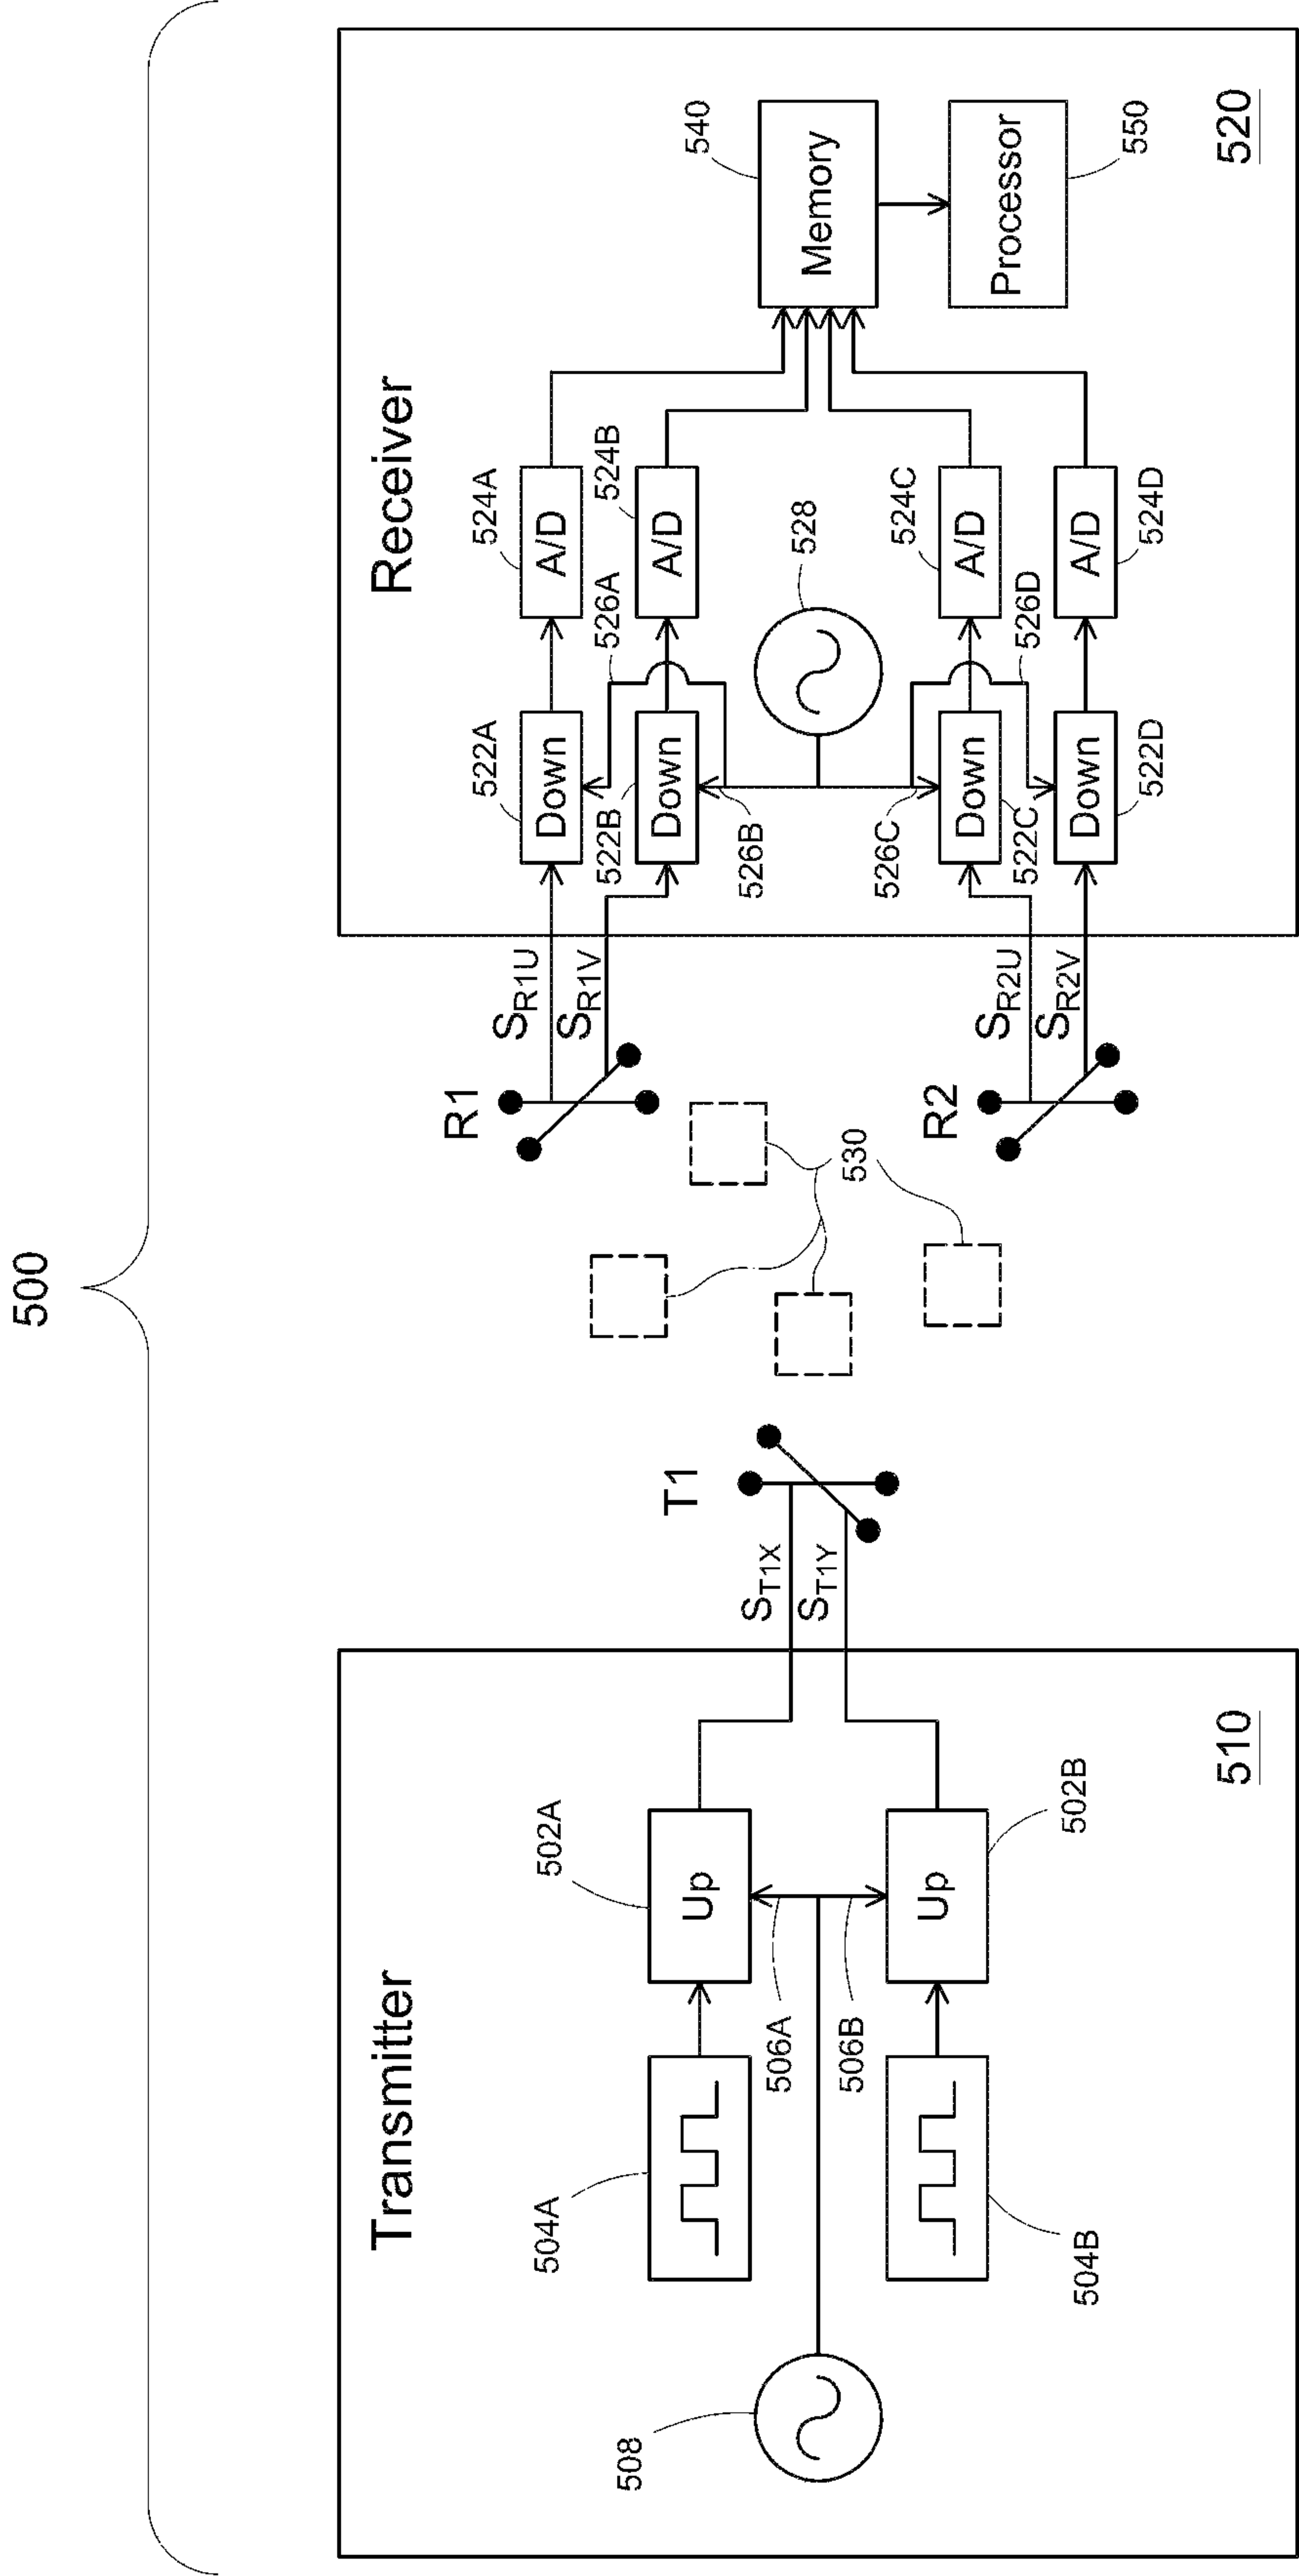 500
Transmitter
504A
502A
Up
508
506A
506B
Up
504B
502B
510
T1
S_T1X
S_T1Y
530
R1
S_R1U
S_R1V
R2
S_R2U
S_R2V
Receiver
522A
524A
Down
A/D
522B
526A
524B
Down
A/D
526B
528
540
Memory
526C
524C
Down
A/D
522C
526D
Down
A/D
522D
524D
Processor
550
520